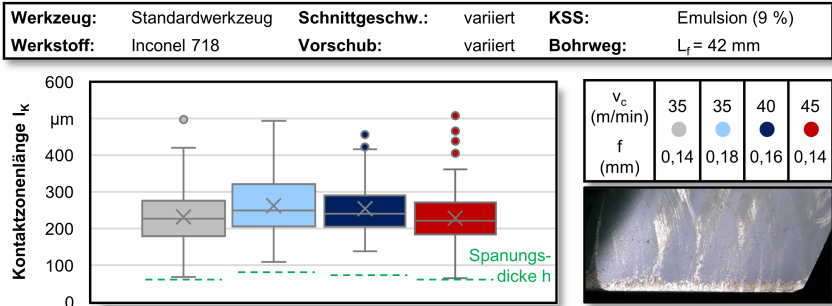 Werkzeug: Standardwerkzeug Schnittgeschw.: variiert KSS: Emulsion (9 %)
Werkstoff: Inconel 718 Vorschub: variiert Bohrweg: Lf = 42 mm
Kontaktzonenlänge lK
600
µm
400
300
200
100
0
Spanungs-
dicke h
vc
(m/min)
f
(mm)
35 35 40 45
0,14 0,18 0,16 0,14